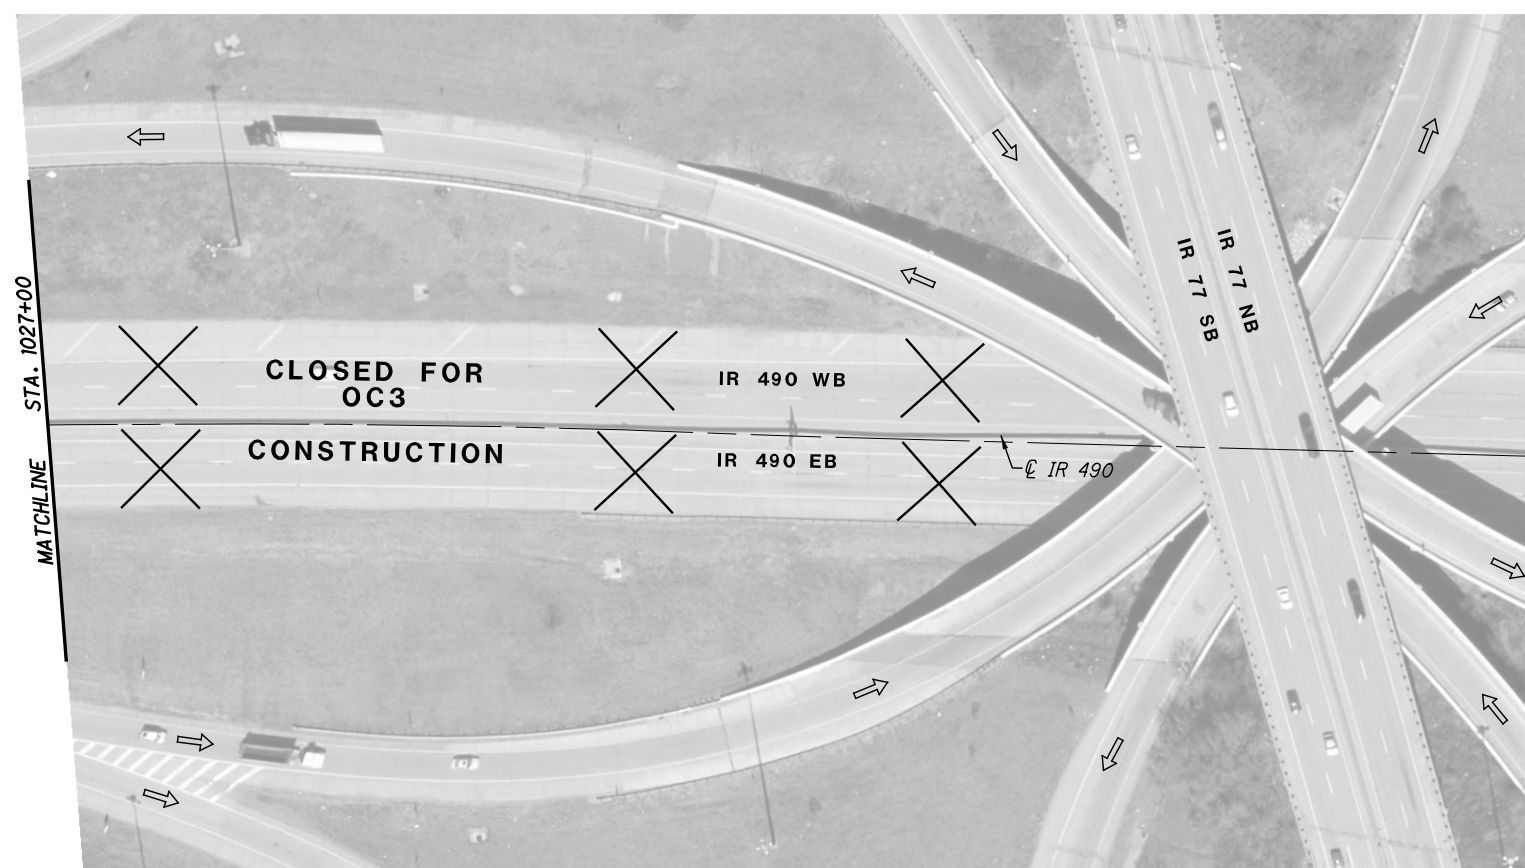 MATCHLINE STA. 1027+00
CLOSED FOR
OC3
CONSTRUCTION
IR 490 WB
IR 490 EB
℄ IR 490
IR 77 SB
IR 77 NB